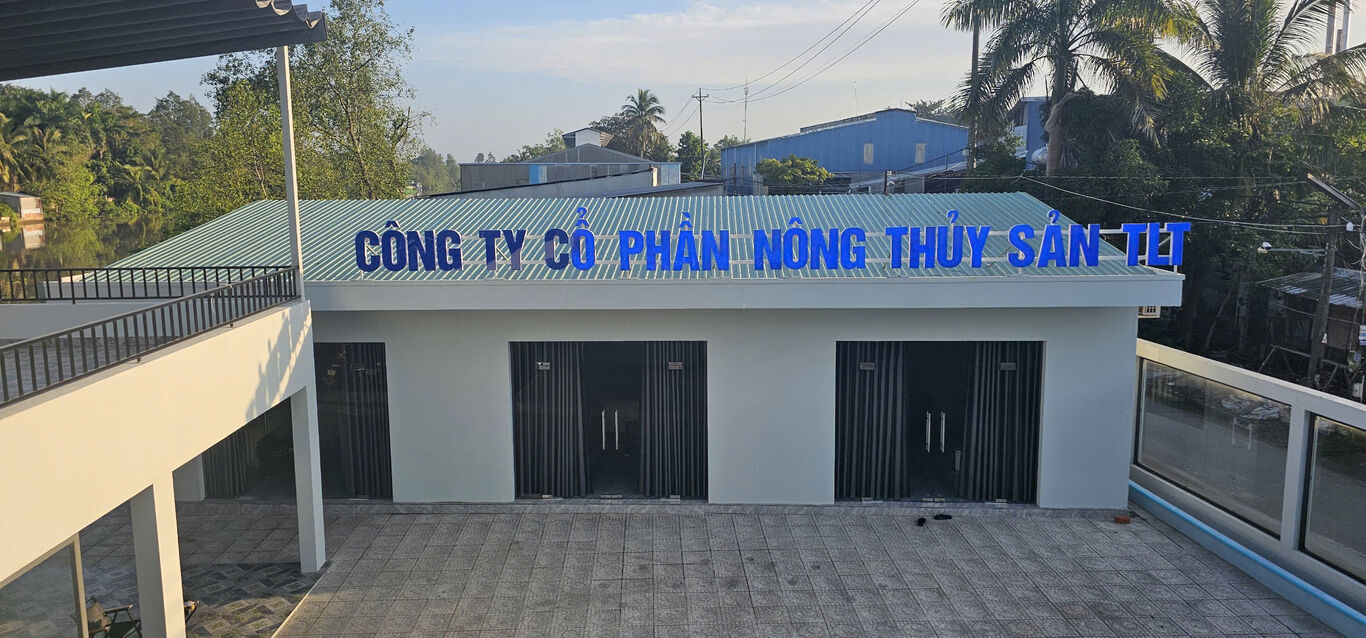 CÔNG TY CỔ PHẦN NÔNG THỦY SẢN TLT